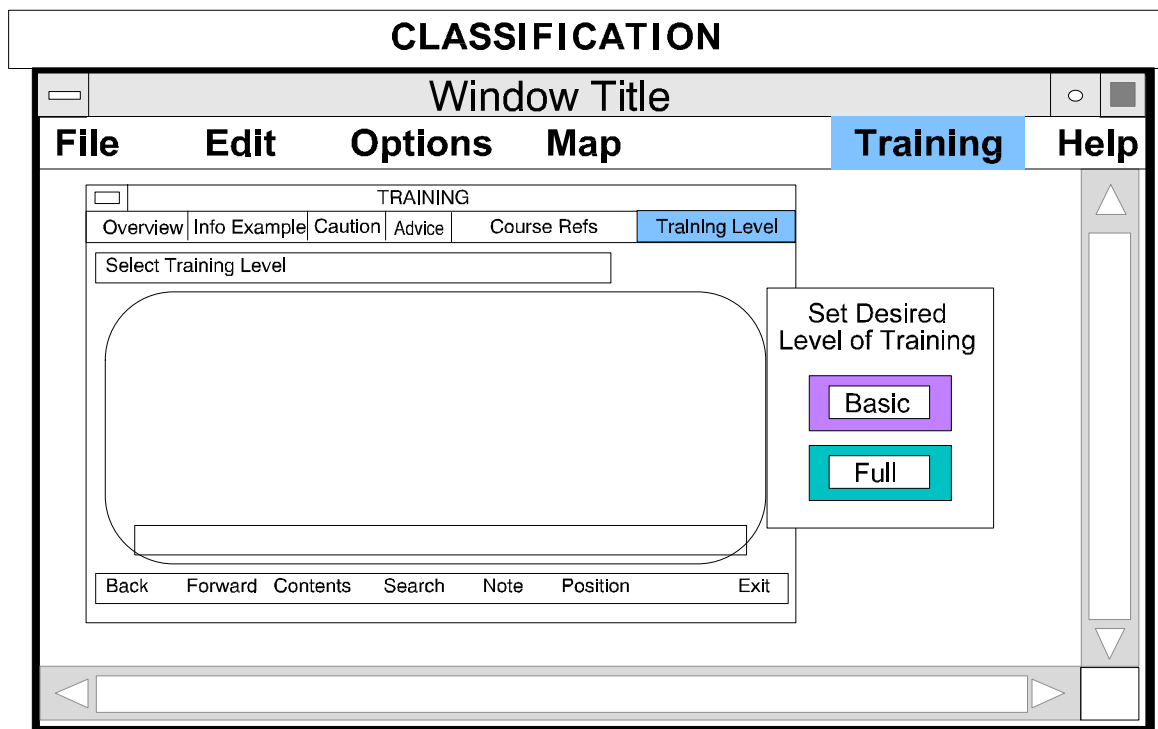 CLASSIFICATION
Window Title
File Edit Options Map Training Help
TRAINING
Overview Info Example Caution Advice Course Refs Training Level
Select Training Level
Set Desired
Level of Training
Basic
Full
Back Forward Contents Search Note Position Exit